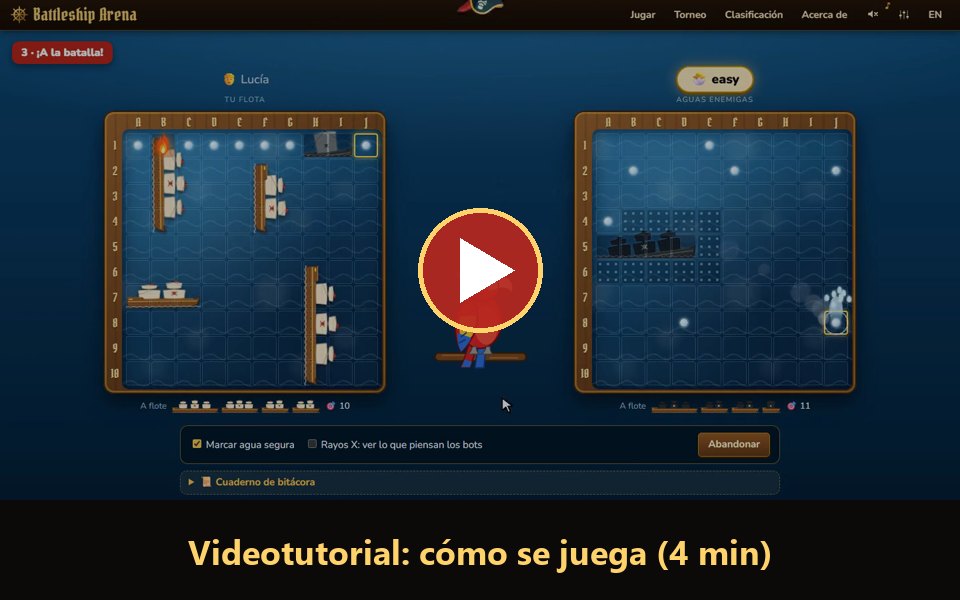 Battleship Arena
Jugar Torneo Clasificación Acerca de EN
3 · ¡A la batalla!
Lucía
TU FLOTA
easy
AGUAS ENEMIGAS
A B C D E F G H I J
1
2
3
4
5
6
7
8
9
10
A B C D E F G H I J
1
2
3
4
5
6
7
8
9
10
A flote 10
A flote 11
Marcar agua segura Rayos X: ver lo que piensan los bots
Abandonar
Cuaderno de bitácora
Videotutorial: cómo se juega (4 min)